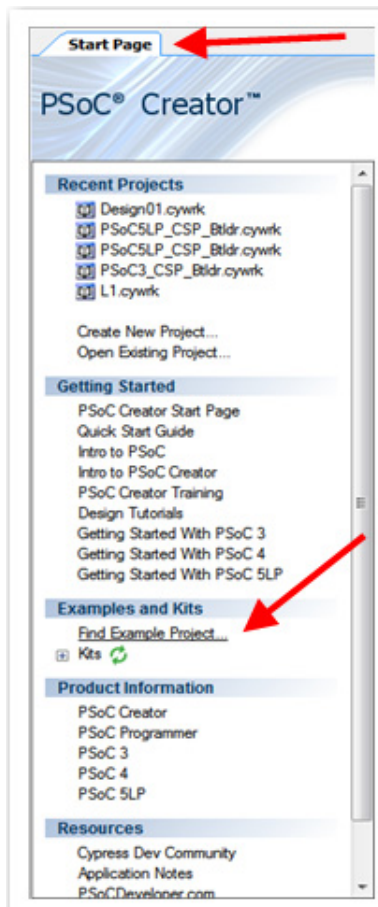 Start Page
PSoC® Creator™
Recent Projects
Design01.cywrk
PSoC5LP_CSP_Btldr.cywrk
PSoC5LP_CSP_Btldr.cywrk
PSoC3_CSP_Btldr.cywrk
L1.cywrk
Create New Project...
Open Existing Project...
Getting Started
PSoC Creator Start Page
Quick Start Guide
Intro to PSoC
Intro to PSoC Creator
PSoC Creator Training
Design Tutorials
Getting Started With PSoC 3
Getting Started With PSoC 4
Getting Started With PSoC 5LP
Examples and Kits
Find Example Project...
Kits
Product Information
PSoC Creator
PSoC Programmer
PSoC 3
PSoC 4
PSoC 5LP
Resources
Cypress Dev Community
Application Notes
PSoCDeveloper.com